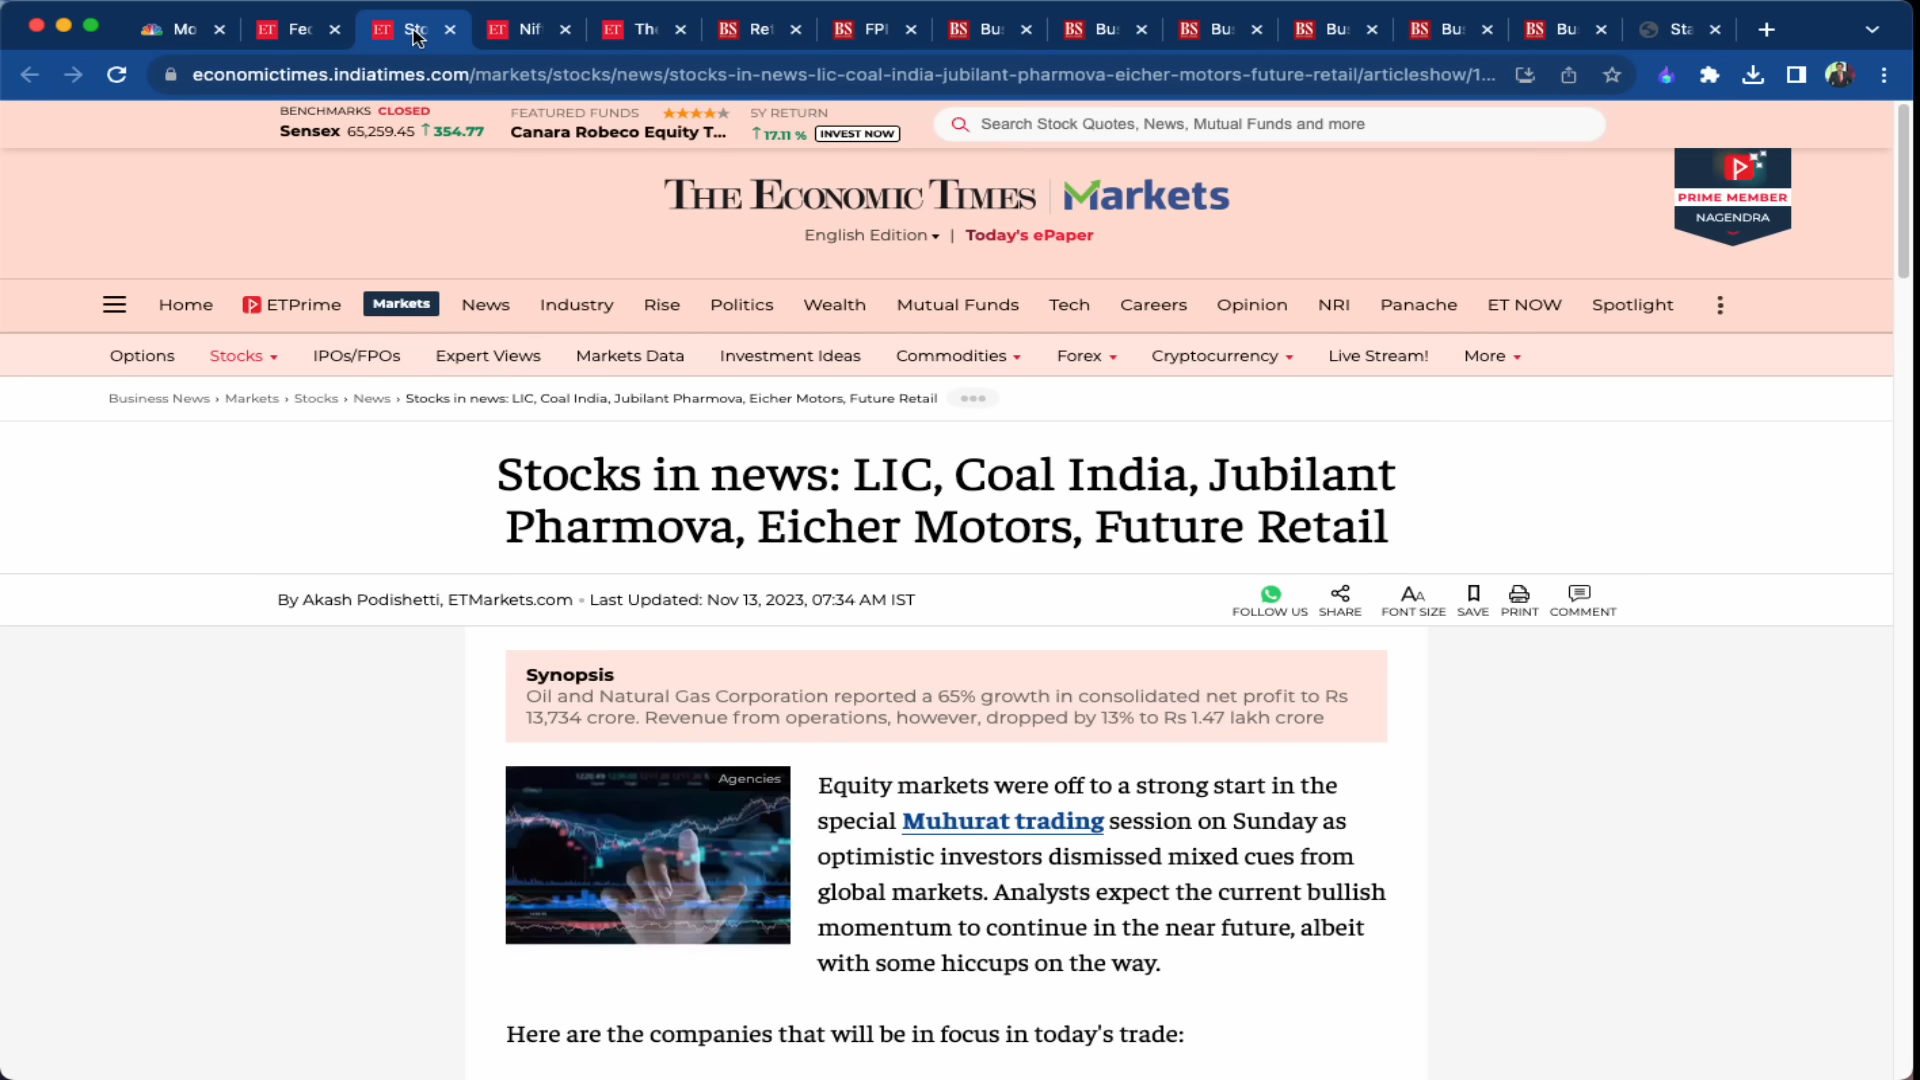 Mo
Fec
Sto
Nif
Th
Ret
FPI
Bus
Bus
Bus
Bus
Bus
Bus
Sta
economictimes.indiatimes.com/markets/stocks/news/stocks-in-news-lic-coal-india-jubilant-pharmova-eicher-motors-future-retail/articleshow/1...
BENCHMARKS CLOSED
Sensex 65,259.45 ↑ 354.77
FEATURED FUNDS ★★★★★
Canara Robeco Equity T...
5Y RETURN
↑ 17.11 % INVEST NOW
Search Stock Quotes, News, Mutual Funds and more
THE ECONOMIC TIMES | Markets
English Edition | Today's ePaper
PRIME MEMBER
NAGENDRA
Home ETPrime Markets News Industry Rise Politics Wealth Mutual Funds Tech Careers Opinion NRI Panache ET NOW Spotlight
Options Stocks IPOs/FPOs Expert Views Markets Data Investment Ideas Commodities Forex Cryptocurrency Live Stream! More
Business News › Markets › Stocks › News › Stocks in news: LIC, Coal India, Jubilant Pharmova, Eicher Motors, Future Retail
Stocks in news: LIC, Coal India, Jubilant
Pharmova, Eicher Motors, Future Retail
By Akash Podishetti, ETMarkets.com • Last Updated: Nov 13, 2023, 07:34 AM IST
FOLLOW US SHARE FONT SIZE SAVE PRINT COMMENT
Synopsis
Oil and Natural Gas Corporation reported a 65% growth in consolidated net profit to Rs
13,734 crore. Revenue from operations, however, dropped by 13% to Rs 1.47 lakh crore
Agencies
Equity markets were off to a strong start in the
special Muhurat trading session on Sunday as
optimistic investors dismissed mixed cues from
global markets. Analysts expect the current bullish
momentum to continue in the near future, albeit
with some hiccups on the way.
Here are the companies that will be in focus in today's trade: